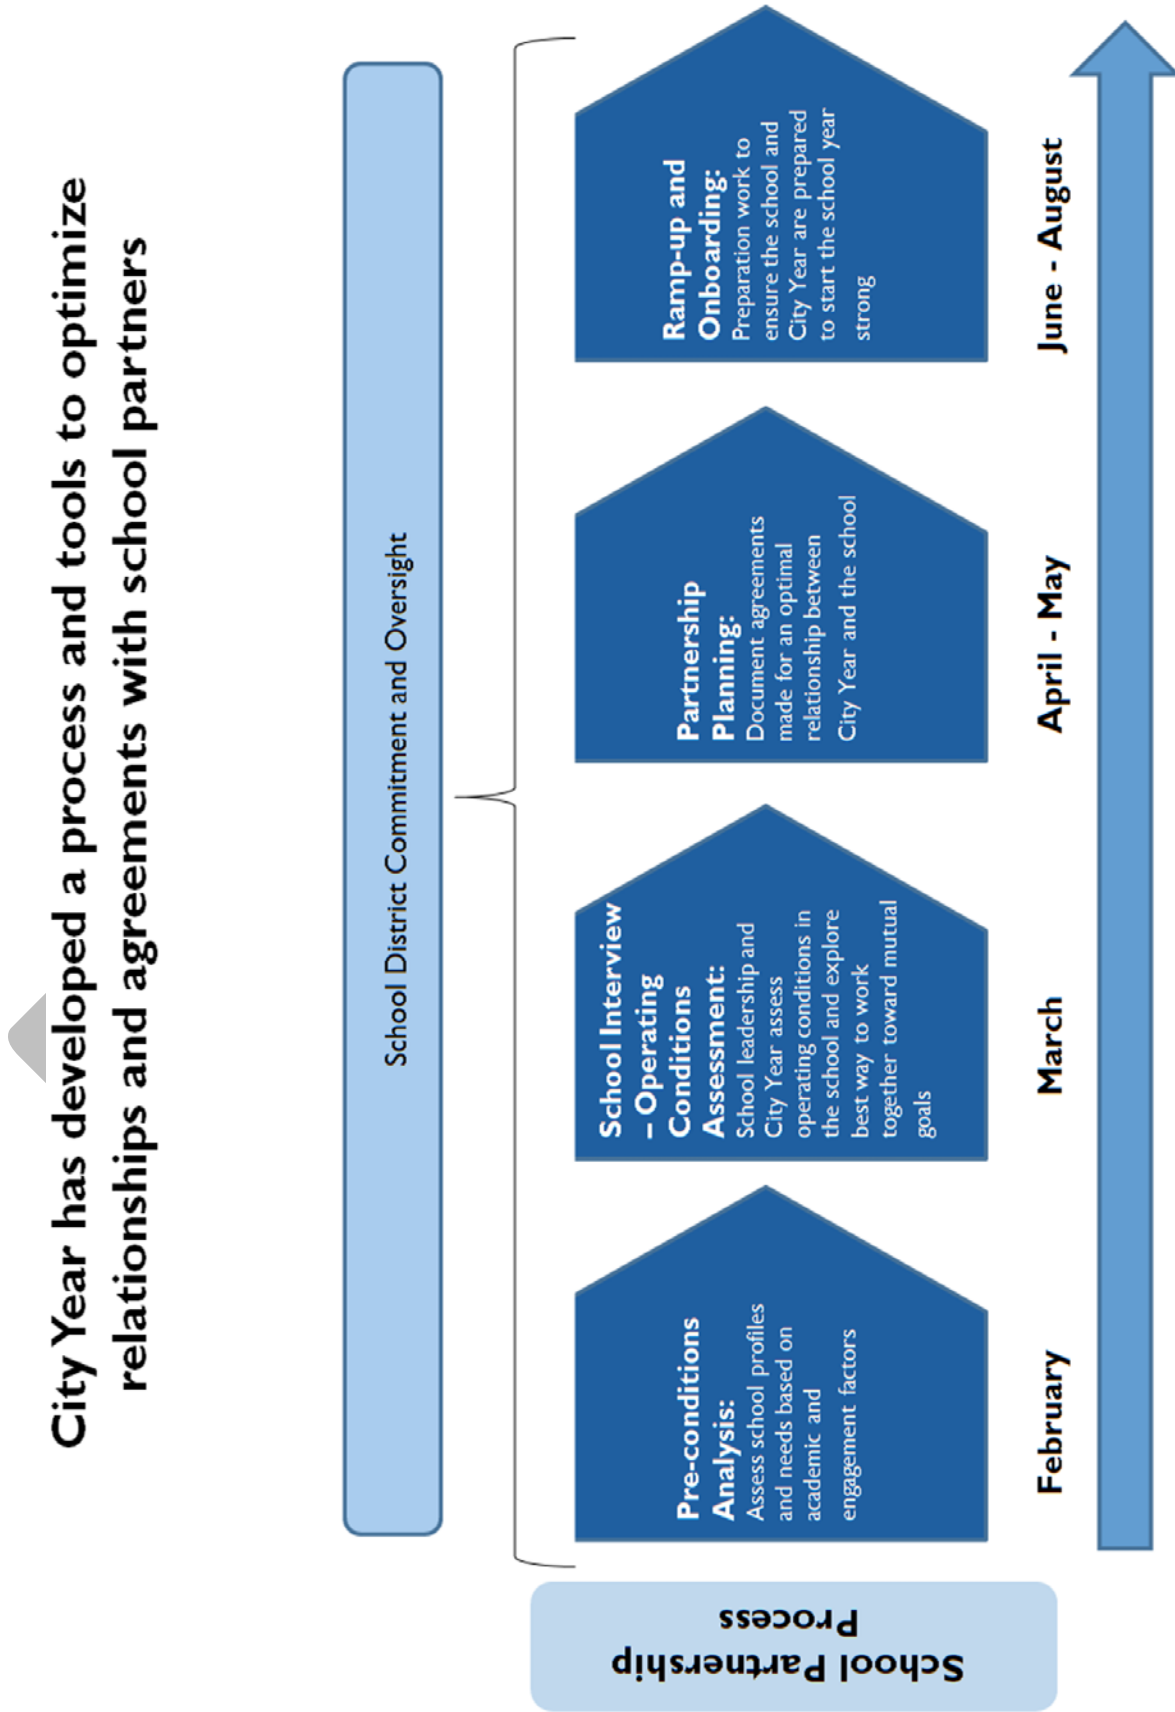 City Year has developed a process and tools to optimize
relationships and agreements with school partners
School District Commitment and Oversight
School Partnership
Process
Pre-conditions
Analysis:
Assess school profiles
and needs based on
academic and
engagement factors
School Interview
– Operating
Conditions
Assessment:
School leadership and
City Year assess
operating conditions in
the school and explore
best way to work
together toward mutual
goals
Partnership
Planning:
Document agreements
made for an optimal
relationship between
City Year and the school
Ramp-up and
Onboarding:
Preparation work to
ensure the school and
City Year are prepared
to start the school year
strong
February
March
April - May
June - August